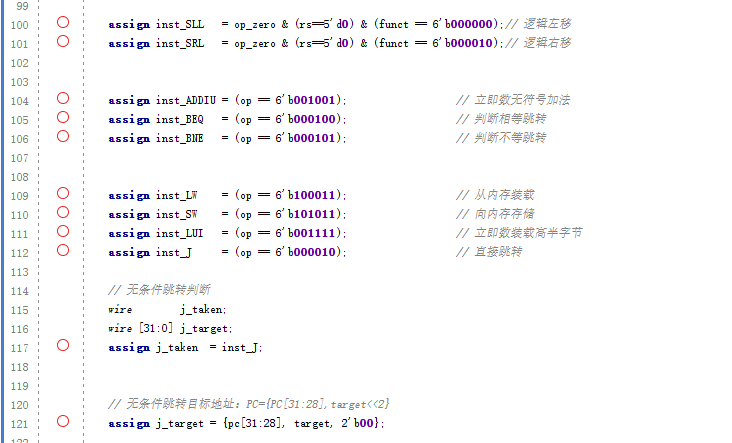 99
100 assign inst_SLL = op_zero & (rs==5'd0) & (funct == 6'b000000);// 逻辑左移
101 assign inst_SRL = op_zero & (rs==5'd0) & (funct == 6'b000010);// 逻辑右移
102
103
104 assign inst_ADDIU = (op == 6'b001001); // 立即数无符号加法
105 assign inst_BEQ = (op == 6'b000100); // 判断相等跳转
106 assign inst_BNE = (op == 6'b000101); // 判断不等跳转
107
108
109 assign inst_LW = (op == 6'b100011); // 从内存装载
110 assign inst_SW = (op == 6'b101011); // 向内存存储
111 assign inst_LUI = (op == 6'b001111); // 立即数装载高半字节
112 assign inst_J = (op == 6'b000010); // 直接跳转
113
114 // 无条件跳转判断
115 wire j_taken;
116 wire [31:0] j_target;
117 assign j_taken = inst_J;
118
119
120 // 无条件跳转目标地址：PC={PC[31:28],target<<2}
121 assign j_target = {pc[31:28], target, 2'b00};